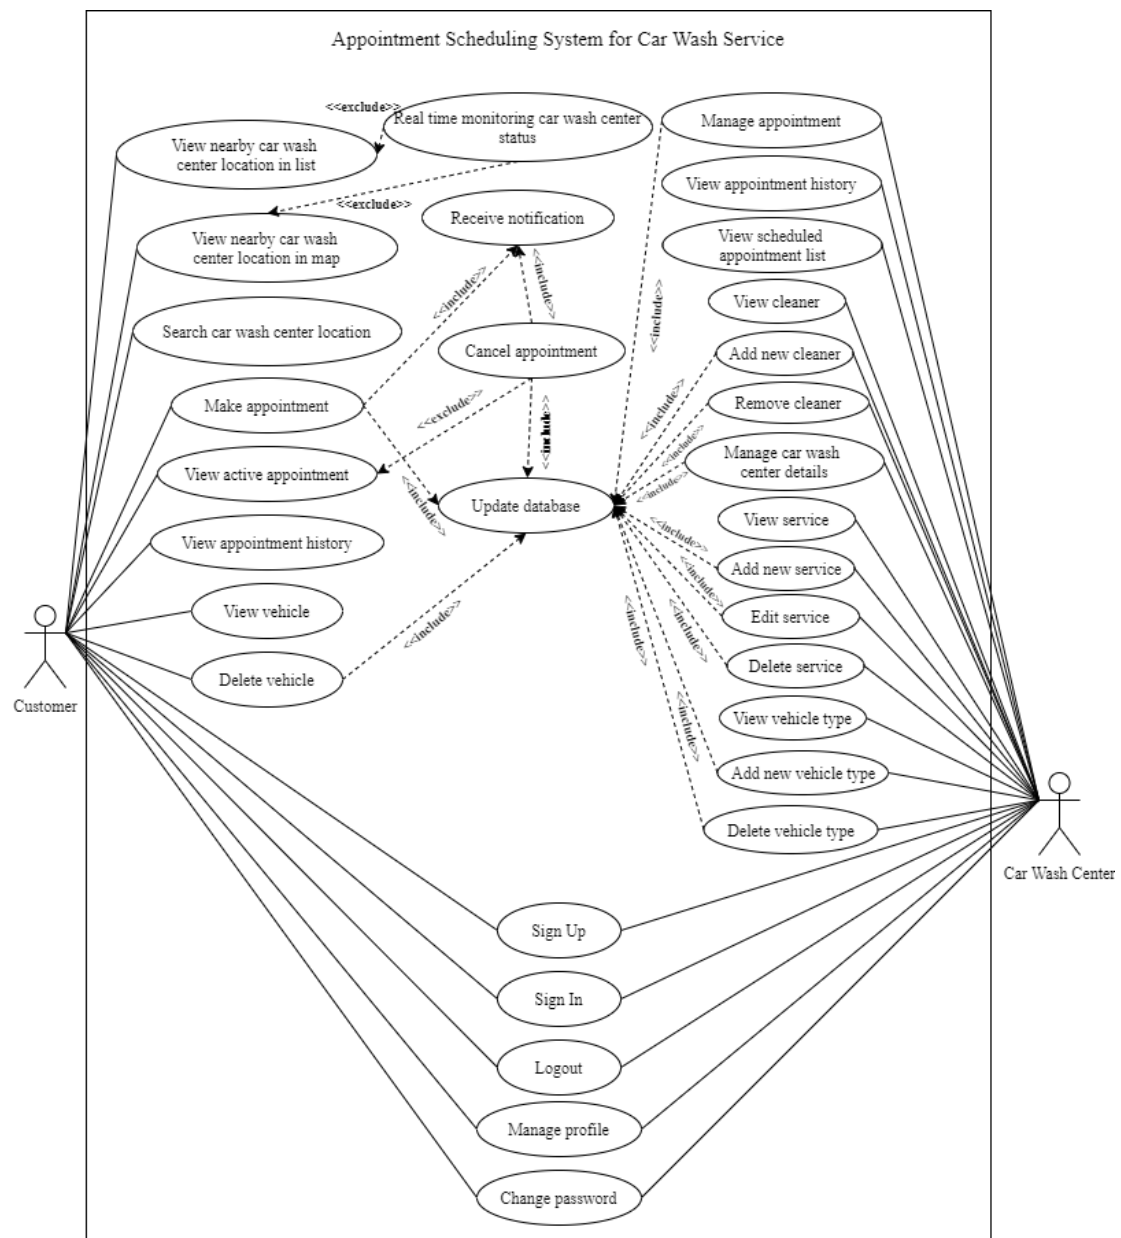 Appointment Scheduling System for Car Wash Service
<<exclude>>
Real time monitoring car wash center
status
Manage appointment
View nearby car wash
center location in list
View appointment history
<<exclude>>
Receive notification
View nearby car wash
center location in map
View scheduled
appointment list
<<include>>
<<include>>
<<include>>
View cleaner
Search car wash center location
Cancel appointment
Add new cleaner
<<exclude>>
<<include>>
Make appointment
<<include>>
Remove cleaner
<<include>>
Manage car wash
center details
View active appointment
<<include>>
<<include>>
Update database
View service
View appointment history
<<include>>
Add new service
<<include>>
View vehicle
<<include>>
<<include>>
<<include>>
Edit service
Delete vehicle
Delete service
Customer
<<include>>
View vehicle type
Add new vehicle type
Delete vehicle type
Car Wash Center
Sign Up
Sign In
Logout
Manage profile
Change password